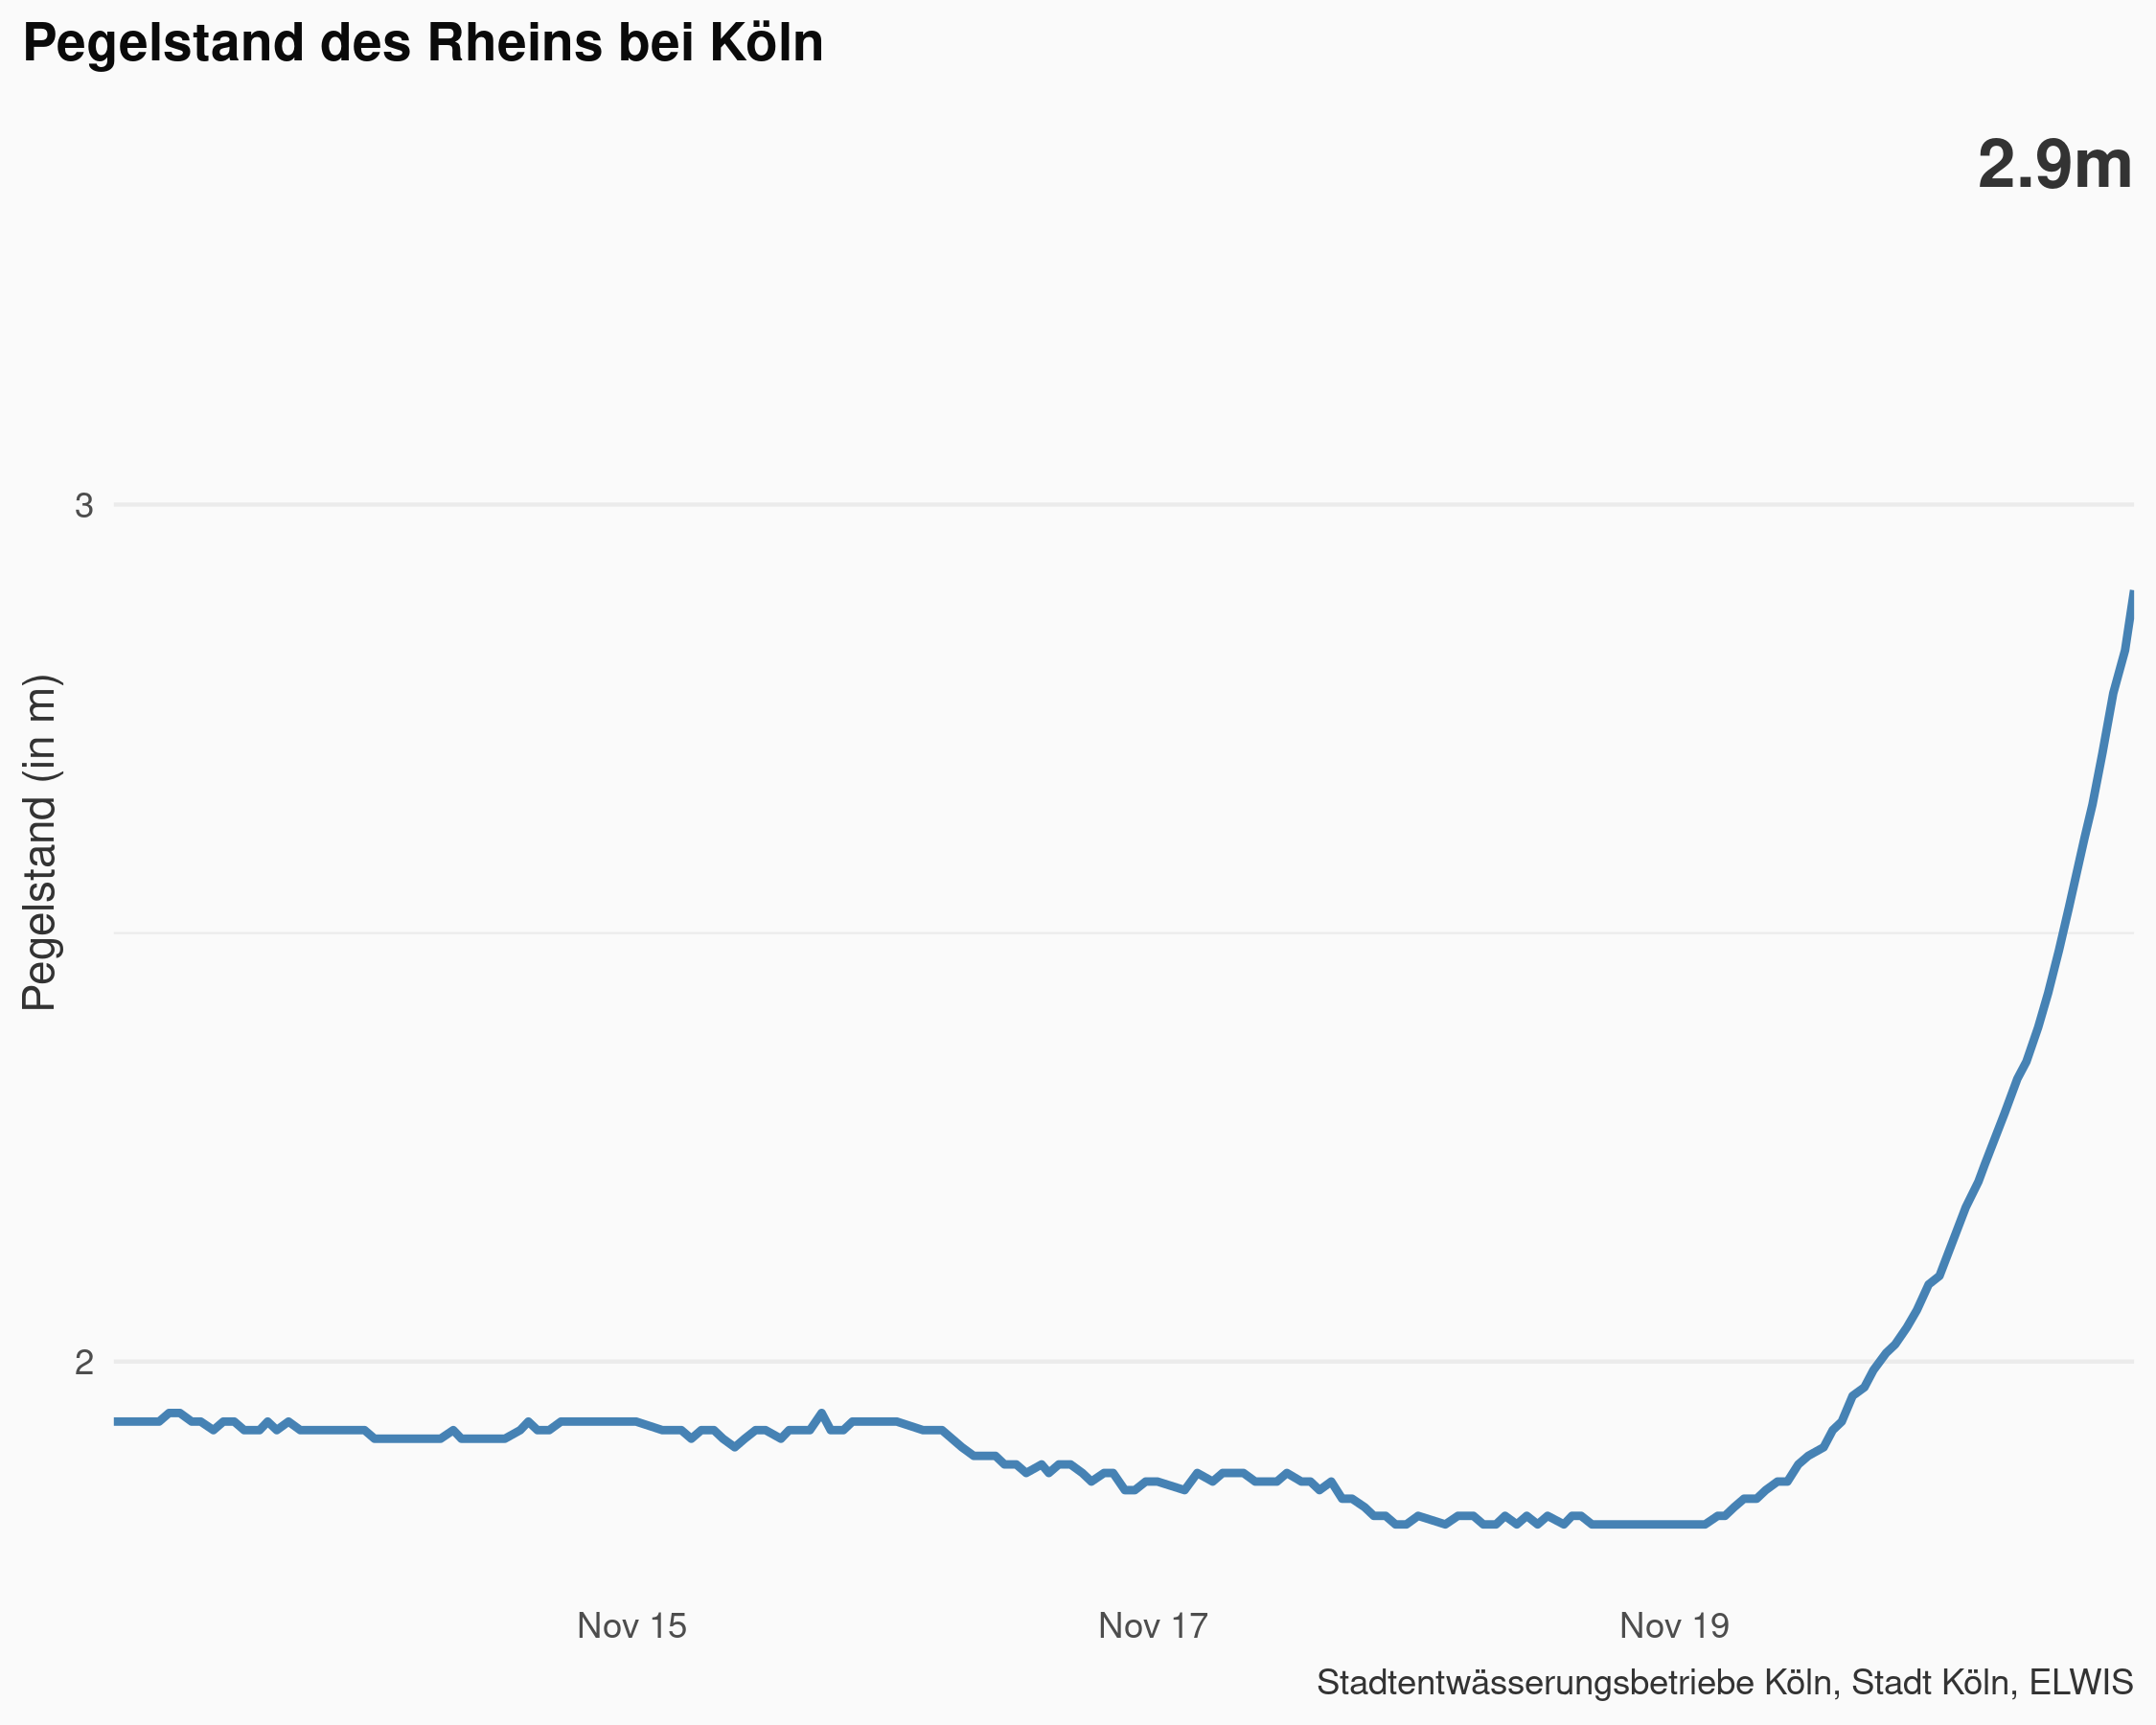 Pegelstand des Rheins bei Köln
2.9m
Pegelstand (in m)
3
2
Nov 15
Nov 17
Nov 19
Stadtentwässerungsbetriebe Köln, Stadt Köln, ELWIS